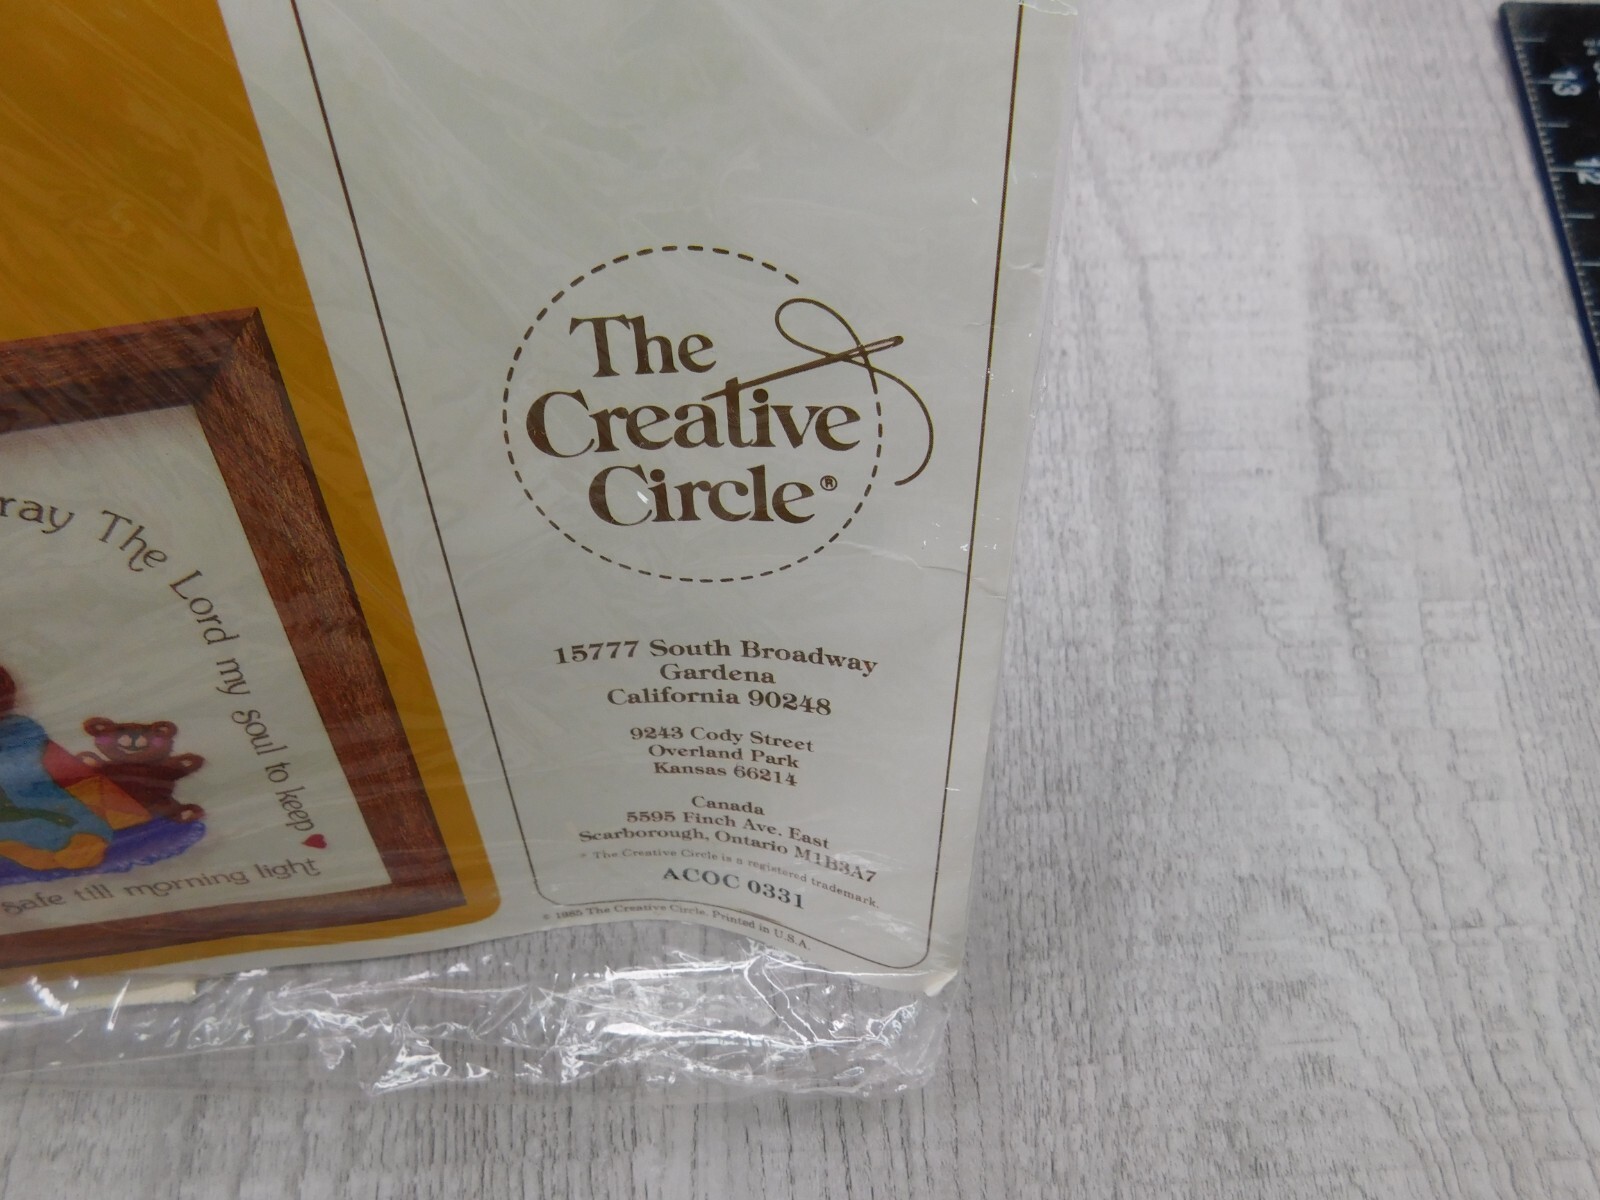 ray The Lord my soul to keep
safe till morning light
The
Creative
Circle®
15777 South Broadway
Gardena
California 90248
9243 Cody Street
Overland Park
Kansas 66214
Canada
5595 Finch Ave. East
Scarborough, Ontario M1B3A7
The Creative Circle is a registered trademark.
ACOC 0331
© 1985 The Creative Circle. Printed in U.S.A.
13
12